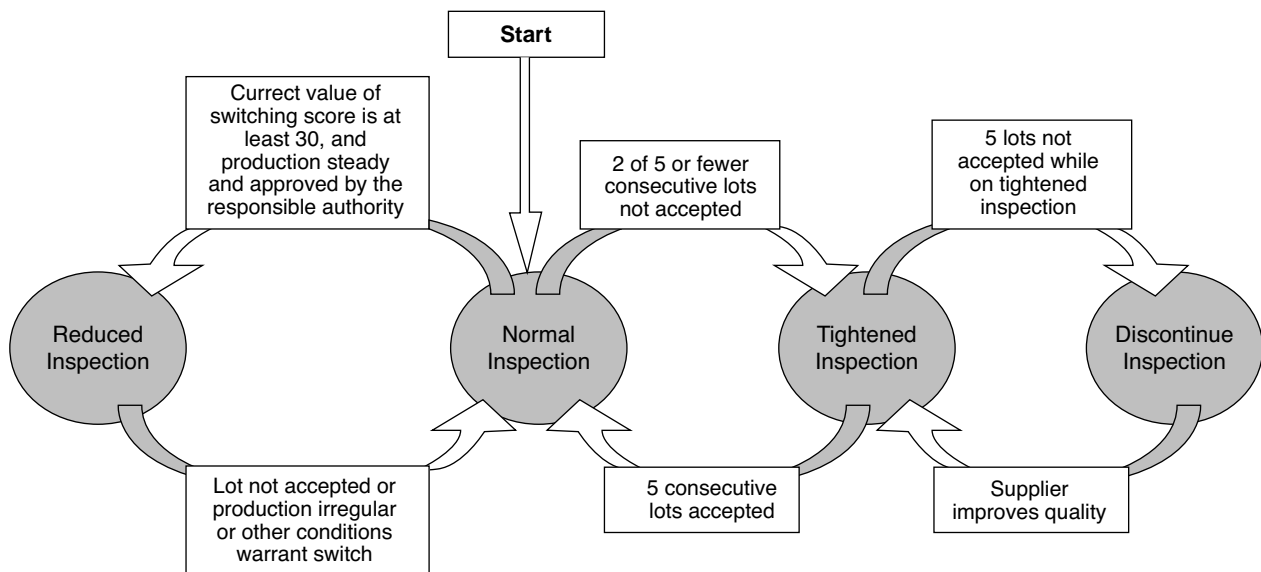 Start
Currect value of
switching score is at
least 30, and
production steady
and approved by the
responsible authority
2 of 5 or fewer
consecutive lots
not accepted
5 lots not
accepted while
on tightened
inspection
Reduced
Inspection
Normal
Inspection
Tightened
Inspection
Discontinue
Inspection
Lot not accepted or
production irregular
or other conditions
warrant switch
5 consecutive
lots accepted
Supplier
improves quality